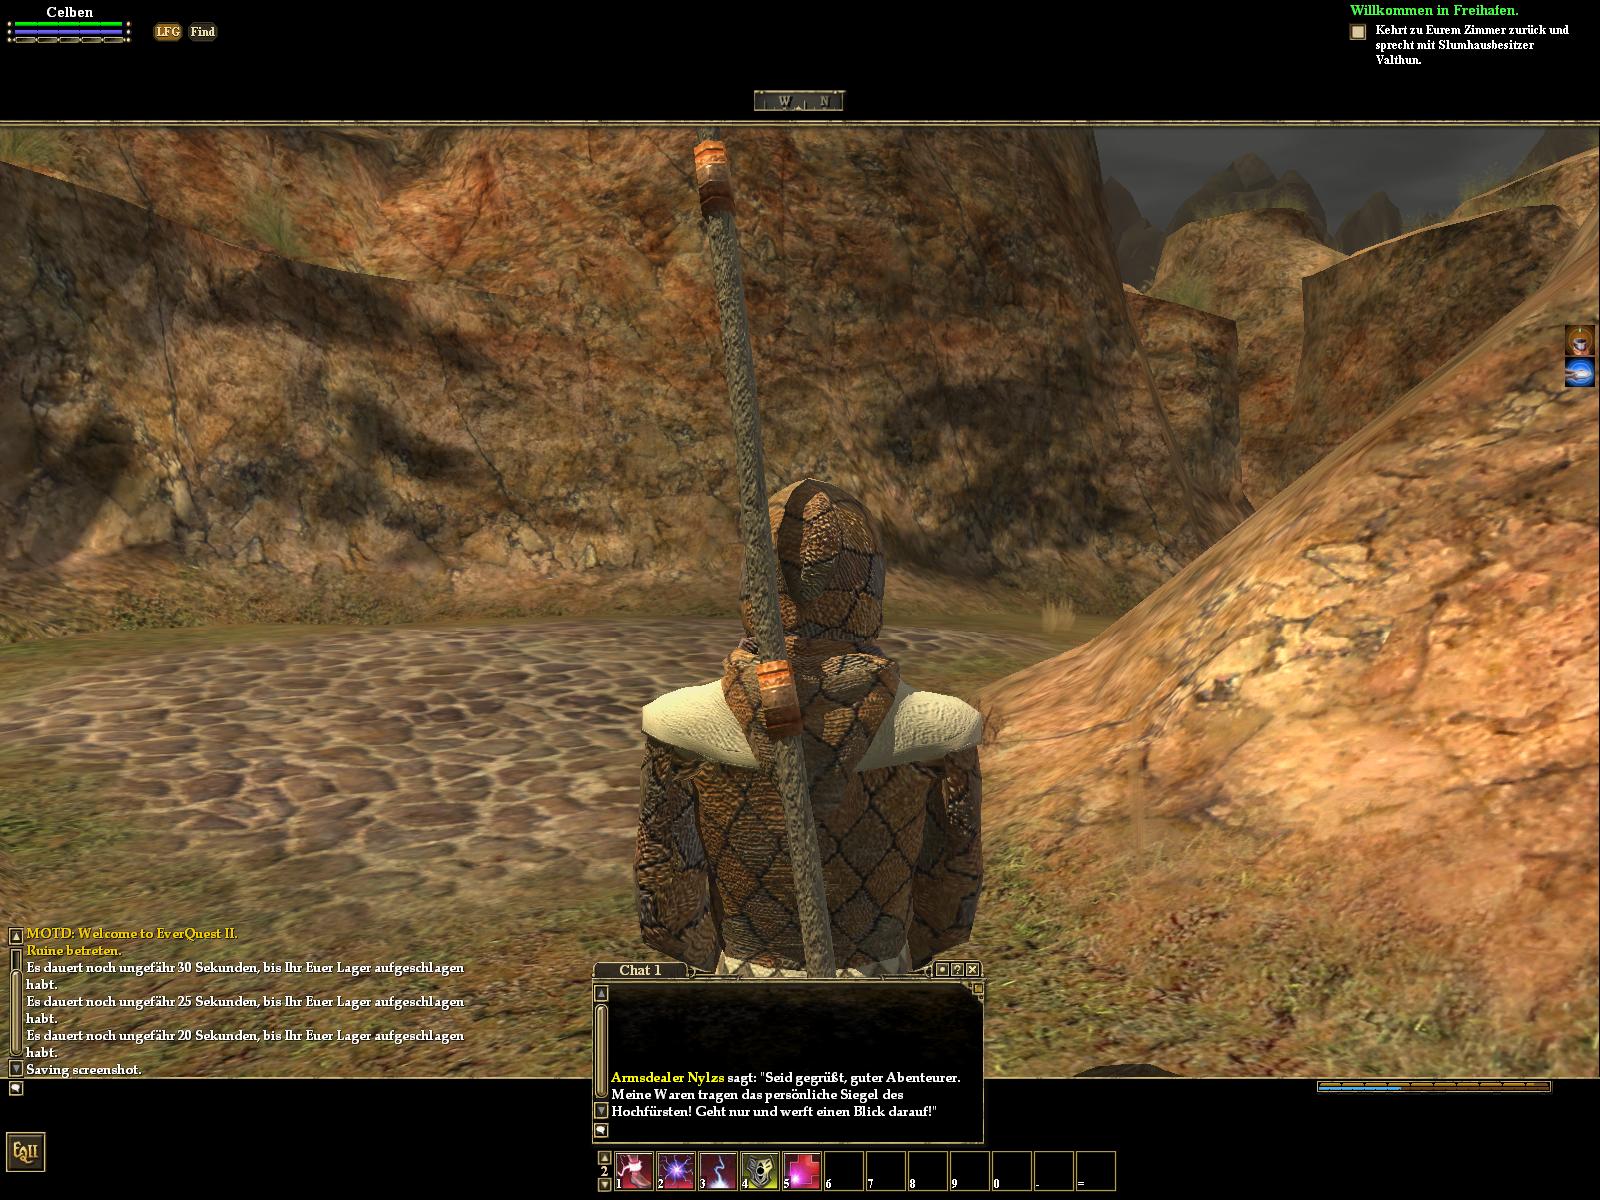 Celben
LFG Find
Willkommen in Freihafen.
Kehrt zu Eurem Zimmer zurück und
sprecht mit Slumhausbesitzer
Valthun.
W N
MOTD: Welcome to EverQuest II.
Ruine betreten.
Es dauert noch ungefähr 30 Sekunden, bis Ihr Euer Lager aufgeschlagen
habt.
Es dauert noch ungefähr 25 Sekunden, bis Ihr Euer Lager aufgeschlagen
habt.
Es dauert noch ungefähr 20 Sekunden, bis Ihr Euer Lager aufgeschlagen
habt.
Saving screenshot.
Chat 1
?
Armsdealer Nylzs sagt: "Seid gegrüßt, guter Abenteurer.
Meine Waren tragen das persönliche Siegel des
Hochfürsten! Geht nur und werft einen Blick darauf!"
EQII
2
1 2 3 4 5 6 7 8 9 0 - =